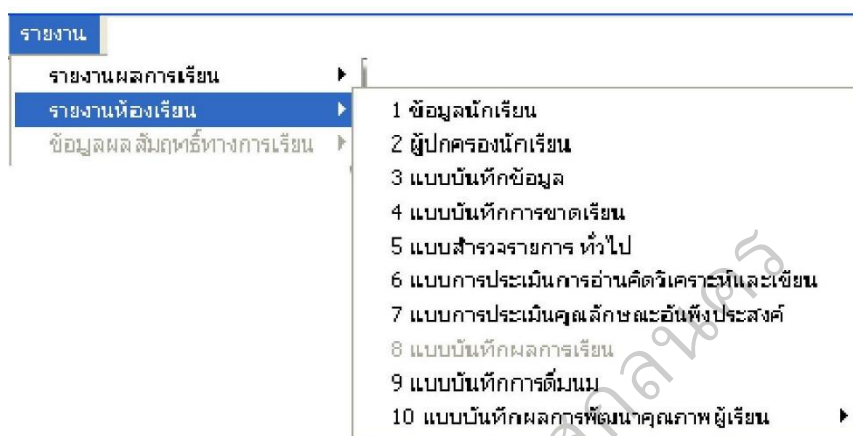 รายงาน
รายงานผลการเรียน
รายงานห้องเรียน
ข้อมูลผลสัมฤทธิ์ทางการเรียน
1 ข้อมูลนักเรียน
2 ผู้ปกครองนักเรียน
3 แบบบันทึกข้อมูล
4 แบบบันทึกการขาดเรียน
5 แบบสำรวจรายการ ทั่วไป
6 แบบการประเมินการอ่านคิดวิเคราะห์และเขียน
7 แบบการประเมินคุณลักษณะอันพึงประสงค์
8 แบบบันทึกผลการเรียน
9 แบบบันทึกการดื่มนม
10 แบบบันทึกผลการพัฒนาคุณภาพผู้เรียน